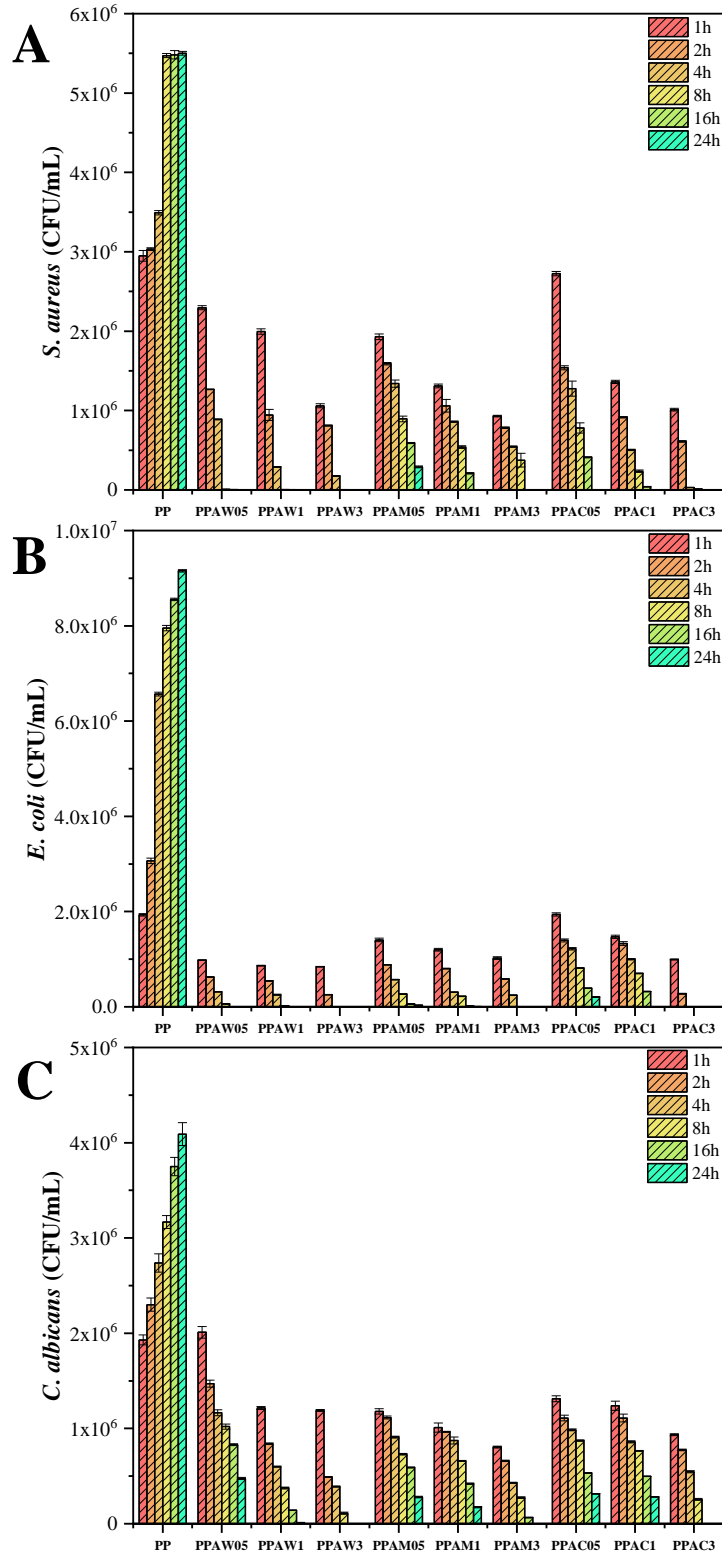 A
S. aureus (CFU/mL)
6x10⁶
5x10⁶
4x10⁶
3x10⁶
2x10⁶
1x10⁶
0
1h
2h
4h
8h
16h
24h
PP PPAW05 PPAW1 PPAW3 PPAM05 PPAM1 PPAM3 PPAC05 PPAC1 PPAC3
B
E. coli (CFU/mL)
1.0x10⁷
8.0x10⁶
6.0x10⁶
4.0x10⁶
2.0x10⁶
0.0
1h
2h
4h
8h
16h
24h
PP PPAW05 PPAW1 PPAW3 PPAM05 PPAM1 PPAM3 PPAC05 PPAC1 PPAC3
C
C. albicans (CFU/mL)
5x10⁶
4x10⁶
3x10⁶
2x10⁶
1x10⁶
0
1h
2h
4h
8h
16h
24h
PP PPAW05 PPAW1 PPAW3 PPAM05 PPAM1 PPAM3 PPAC05 PPAC1 PPAC3